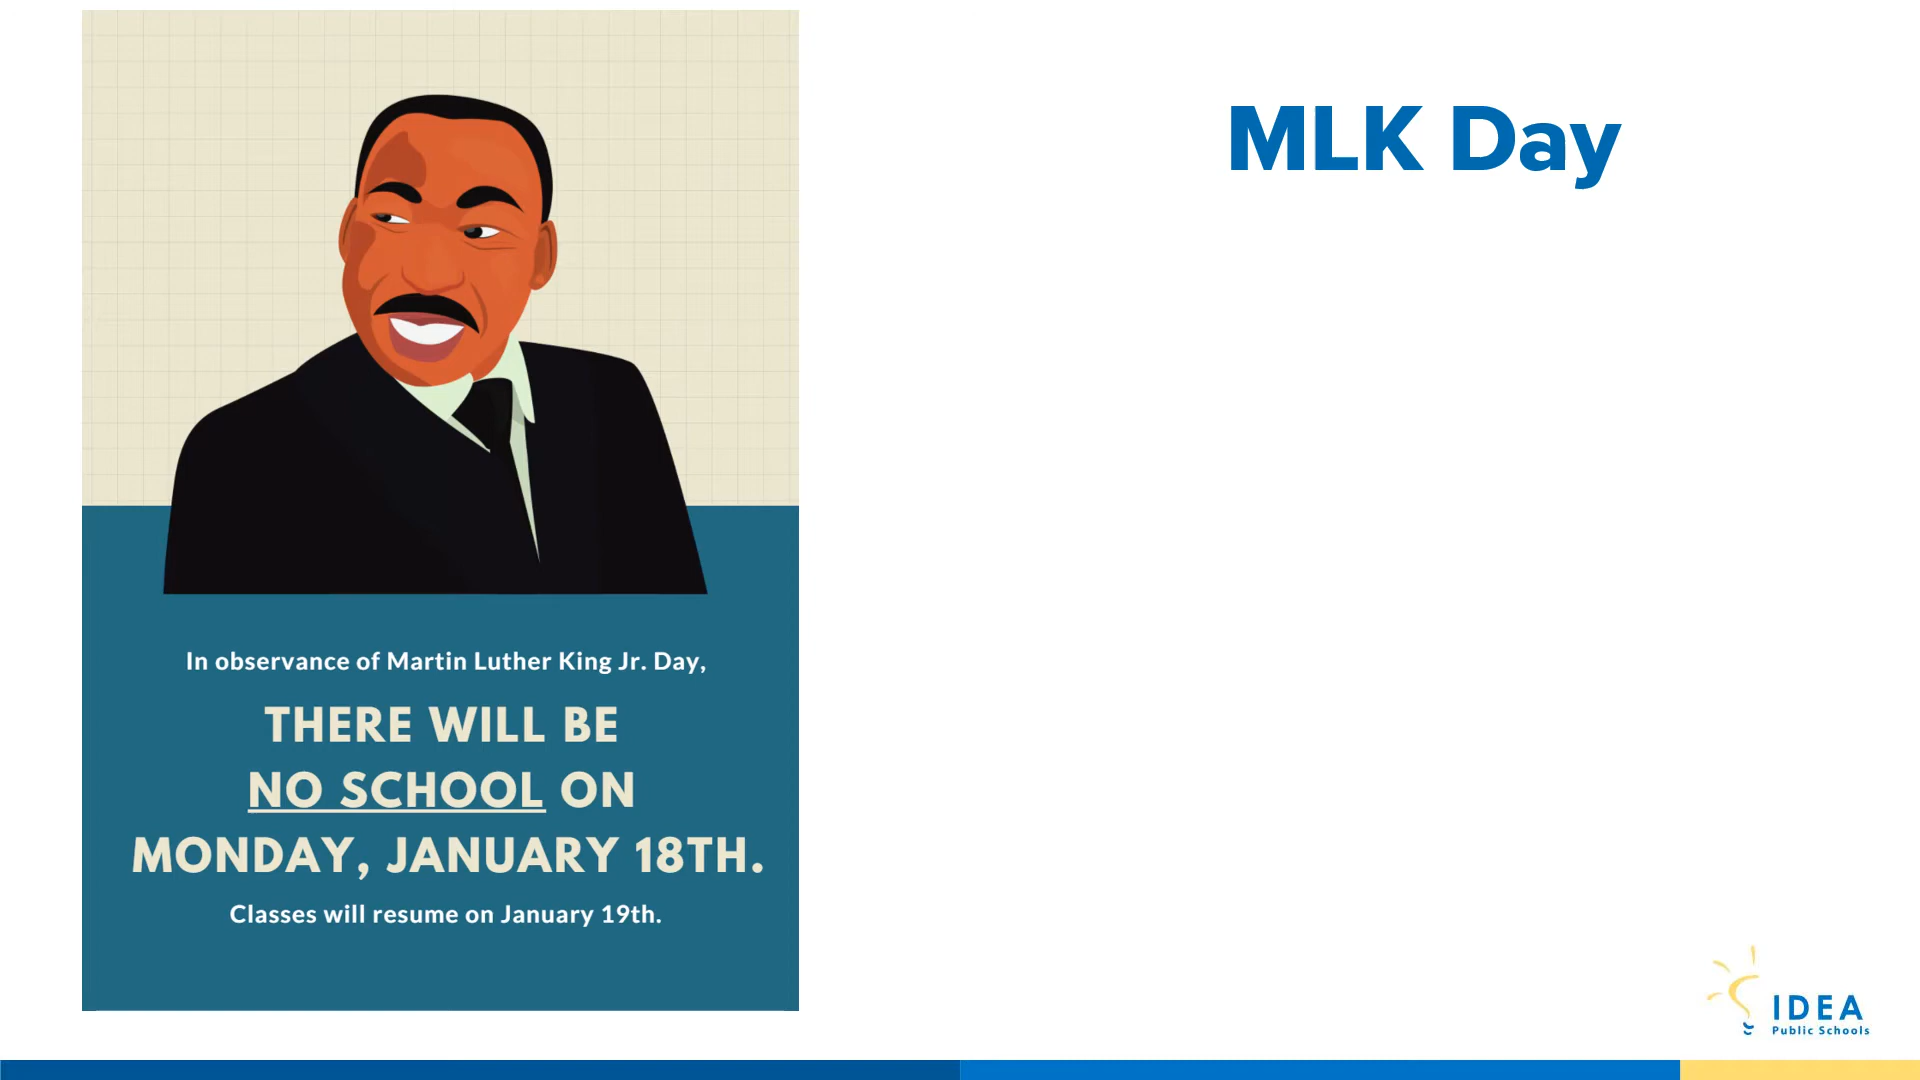 MLK Day
In observance of Martin Luther King Jr. Day,
THERE WILL BE
NO SCHOOL ON
MONDAY, JANUARY 18TH.
Classes will resume on January 19th.
IDEA
Public Schools